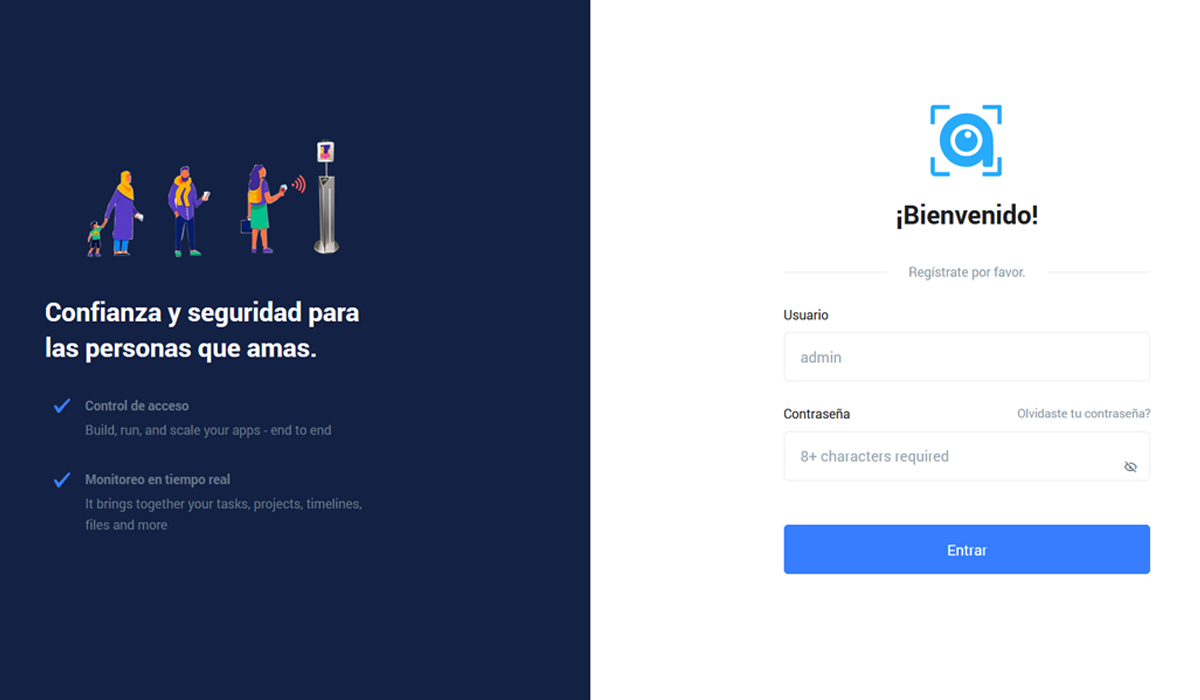 Confianza y seguridad para
las personas que amas.
Control de acceso
Build, run, and scale your apps - end to end
Monitoreo en tiempo real
It brings together your tasks, projects, timelines,
files and more
¡Bienvenido!
Regístrate por favor.
Usuario
admin
Contraseña
Olvidaste tu contraseña?
8+ characters required
Entrar